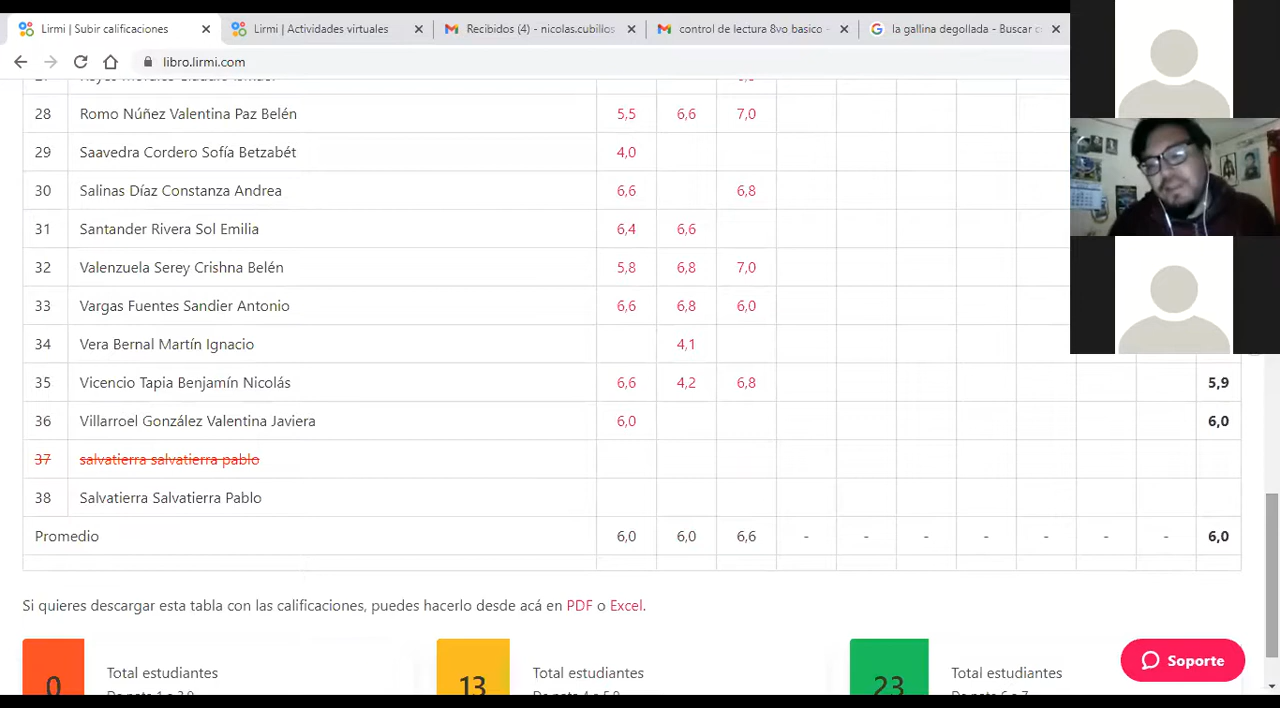 Lirmi | Subir calificaciones
Lirmi | Actividades virtuales
Recibidos (4) - nicolas.cubillos
control de lectura 8vo basico -
la gallina degollada - Buscar c
libro.lirmi.com
28 Romo Núñez Valentina Paz Belén 5,5 6,6 7,0
29 Saavedra Cordero Sofía Betzabét 4,0
30 Salinas Díaz Constanza Andrea 6,6 6,8
31 Santander Rivera Sol Emilia 6,4 6,6
32 Valenzuela Serey Crishna Belén 5,8 6,8 7,0
33 Vargas Fuentes Sandier Antonio 6,6 6,8 6,0
34 Vera Bernal Martín Ignacio 4,1
35 Vicencio Tapia Benjamín Nicolás 6,6 4,2 6,8 5,9
36 Villarroel González Valentina Javiera 6,0 6,0
37 salvatierra salvatierra pablo
38 Salvatierra Salvatierra Pablo
Promedio 6,0 6,0 6,6 - - - - - - - 6,0
Si quieres descargar esta tabla con las calificaciones, puedes hacerlo desde acá en PDF o Excel.
0 Total estudiantes
13 Total estudiantes
23 Total estudiantes
Soporte